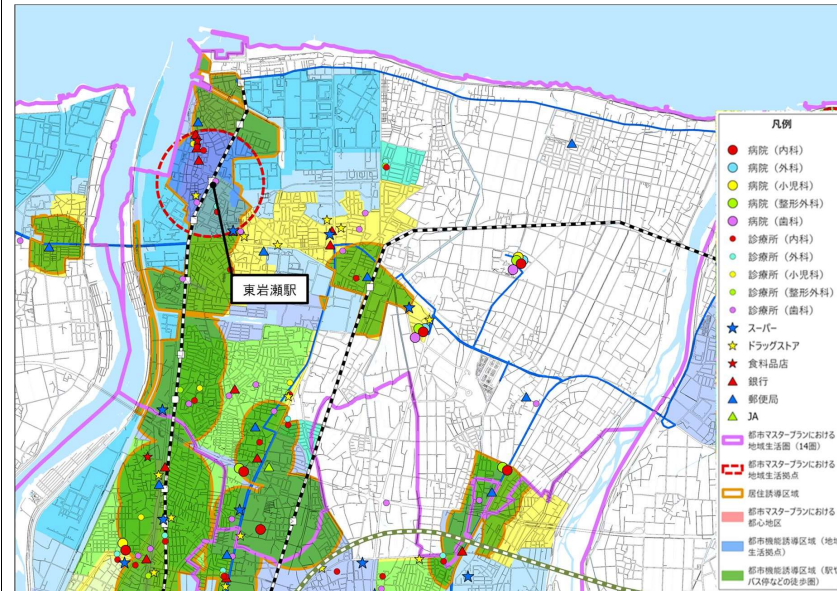 東岩瀬駅
凡例
病院（内科）
病院（外科）
病院（小児科）
病院（整形外科）
病院（歯科）
診療所（内科）
診療所（外科）
診療所（小児科）
診療所（整形外科）
診療所（歯科）
スーパー
ドラッグストア
食料品店
銀行
郵便局
JA
都市マスタープランにおける
地域生活圏（14圏）
都市マスタープランにおける
地域生活拠点
居住誘導区域
都市マスタープランにおける
都心地区
都市機能誘導区域（地域
生活拠点）
都市機能誘導区域（駅や
バス停などの徒歩圏）